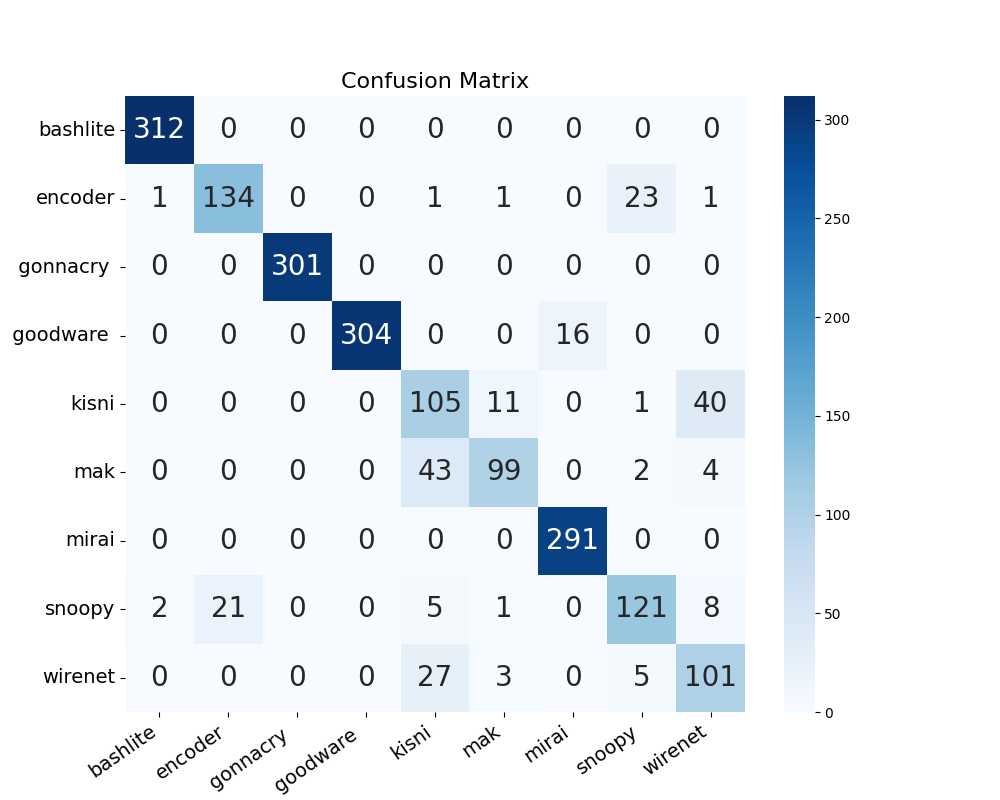 Confusion Matrix
bashlite 312 0 0 0 0 0 0 0 0
encoder 1 134 0 0 1 1 0 23 1
gonnacry 0 0 301 0 0 0 0 0 0
goodware 0 0 0 304 0 0 16 0 0
kisni 0 0 0 0 105 11 0 1 40
mak 0 0 0 0 43 99 0 2 4
mirai 0 0 0 0 0 0 291 0 0
snoopy 2 21 0 0 5 1 0 121 8
wirenet 0 0 0 0 27 3 0 5 101
bashlite encoder gonnacry goodware kisni mak mirai snoopy wirenet
300
250
200
150
100
50
0